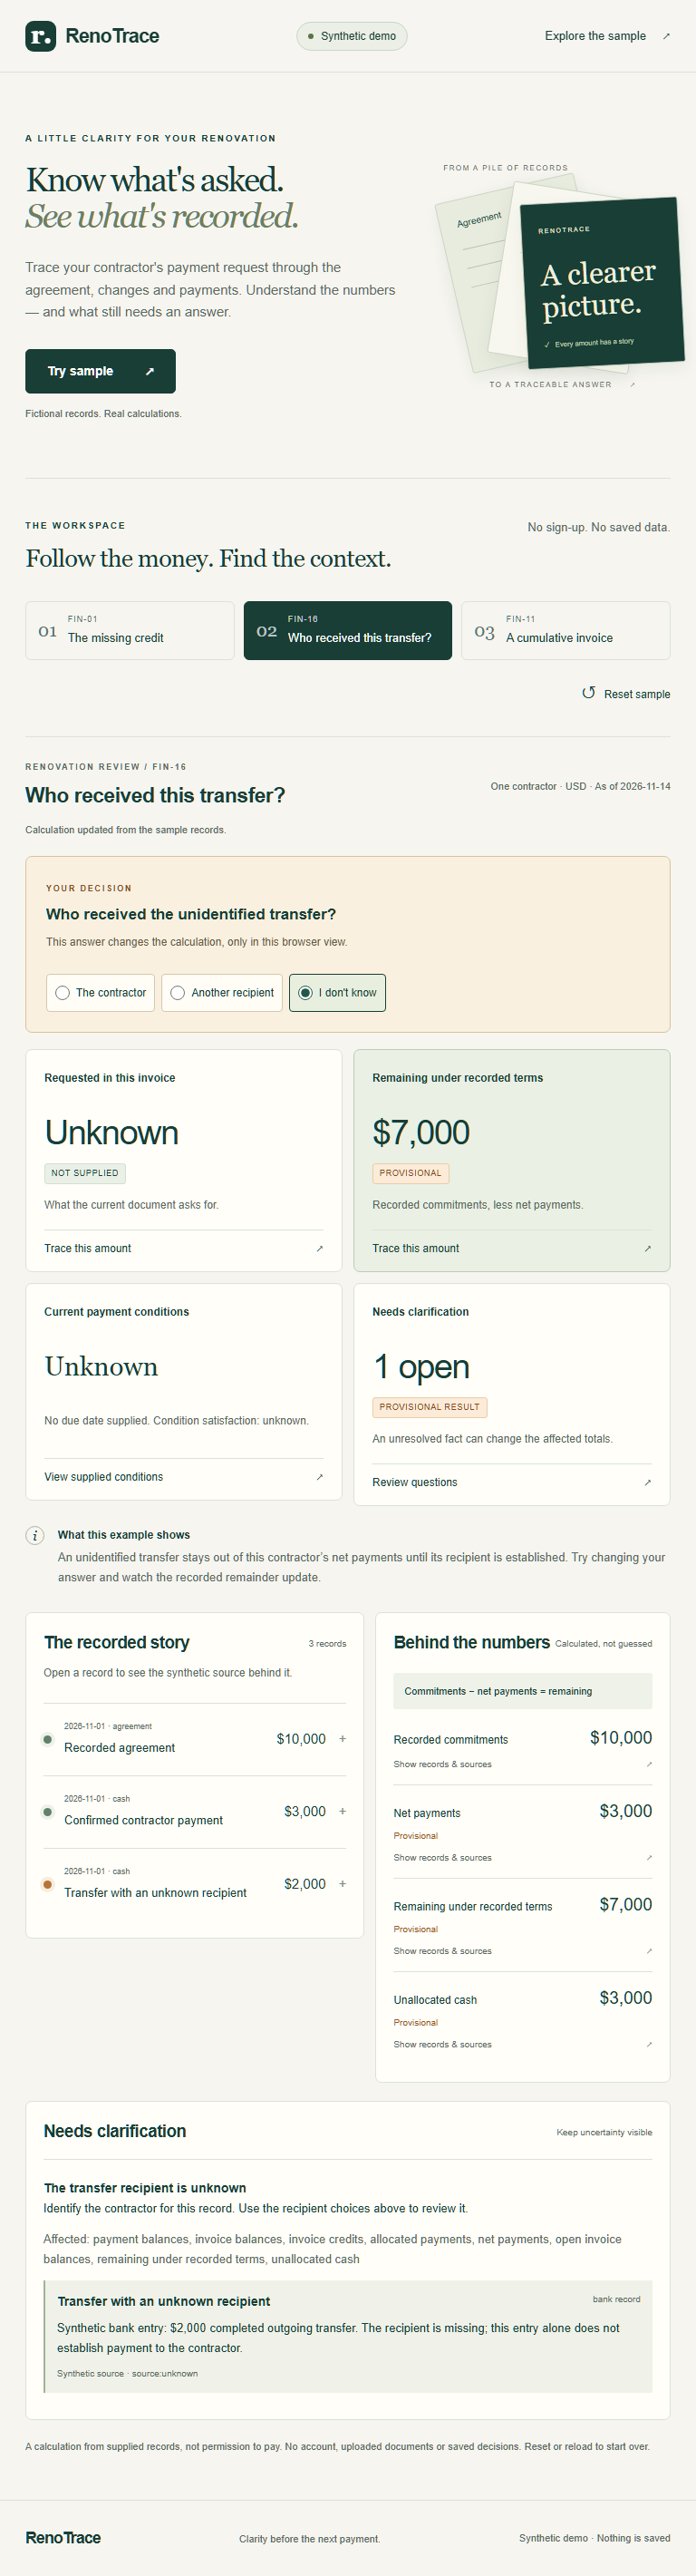 r. RenoTrace
Synthetic demo
Explore the sample ↗
A LITTLE CLARITY FOR YOUR RENOVATION
Know what's asked.
See what's recorded.
Trace your contractor's payment request through the
agreement, changes and payments. Understand the numbers
— and what still needs an answer.
Try sample ↗
Fictional records. Real calculations.
FROM A PILE OF RECORDS
Agreement
RENOTRACE
A clearer
picture.
✓ Every amount has a story
TO A TRACEABLE ANSWER ↗
THE WORKSPACE
Follow the money. Find the context.
No sign-up. No saved data.
01
FIN-01
The missing credit
02
FIN-16
Who received this transfer?
03
FIN-11
A cumulative invoice
↺ Reset sample
RENOVATION REVIEW / FIN-16
Who received this transfer?
One contractor · USD · As of 2026-11-14
Calculation updated from the sample records.
YOUR DECISION
Who received the unidentified transfer?
This answer changes the calculation, only in this browser view.
The contractor
Another recipient
I don't know
Requested in this invoice
Unknown
NOT SUPPLIED
What the current document asks for.
Trace this amount ↗
Remaining under recorded terms
$7,000
PROVISIONAL
Recorded commitments, less net payments.
Trace this amount ↗
Current payment conditions
Unknown
No due date supplied. Condition satisfaction: unknown.
View supplied conditions ↗
Needs clarification
1 open
PROVISIONAL RESULT
An unresolved fact can change the affected totals.
Review questions ↗
i What this example shows
An unidentified transfer stays out of this contractor's net payments until its recipient is established. Try changing your
answer and watch the recorded remainder update.
The recorded story
3 records
Open a record to see the synthetic source behind it.
2026-11-01 · agreement
Recorded agreement
$10,000 +
2026-11-01 · cash
Confirmed contractor payment
$3,000 +
2026-11-01 · cash
Transfer with an unknown recipient
$2,000 +
Behind the numbers
Calculated, not guessed
Commitments − net payments = remaining
Recorded commitments $10,000
Show records & sources ↗
Net payments $3,000
Provisional
Show records & sources ↗
Remaining under recorded terms $7,000
Provisional
Show records & sources ↗
Unallocated cash $3,000
Provisional
Show records & sources ↗
Needs clarification
Keep uncertainty visible
The transfer recipient is unknown
Identify the contractor for this record. Use the recipient choices above to review it.
Affected: payment balances, invoice balances, invoice credits, allocated payments, net payments, open invoice
balances, remaining under recorded terms, unallocated cash
Transfer with an unknown recipient
bank record
Synthetic bank entry: $2,000 completed outgoing transfer. The recipient is missing; this entry alone does not
establish payment to the contractor.
Synthetic source · source:unknown
A calculation from supplied records, not permission to pay. No account, uploaded documents or saved decisions. Reset or reload to start over.
RenoTrace
Clarity before the next payment.
Synthetic demo · Nothing is saved